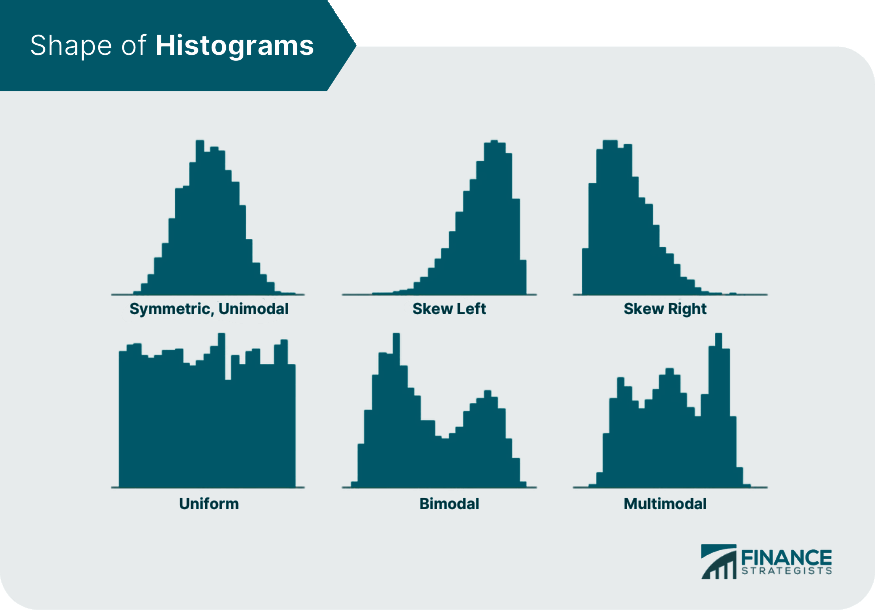 Shape of Histograms
Symmetric, Unimodal
Skew Left
Skew Right
Uniform
Bimodal
Multimodal
FINANCE
STRATEGISTS